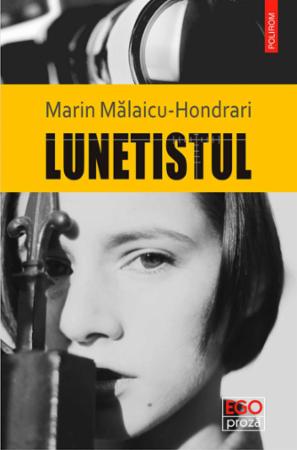 POLIROM
Marin Mălaicu-Hondrari
LUNETISTUL
EGO
proză